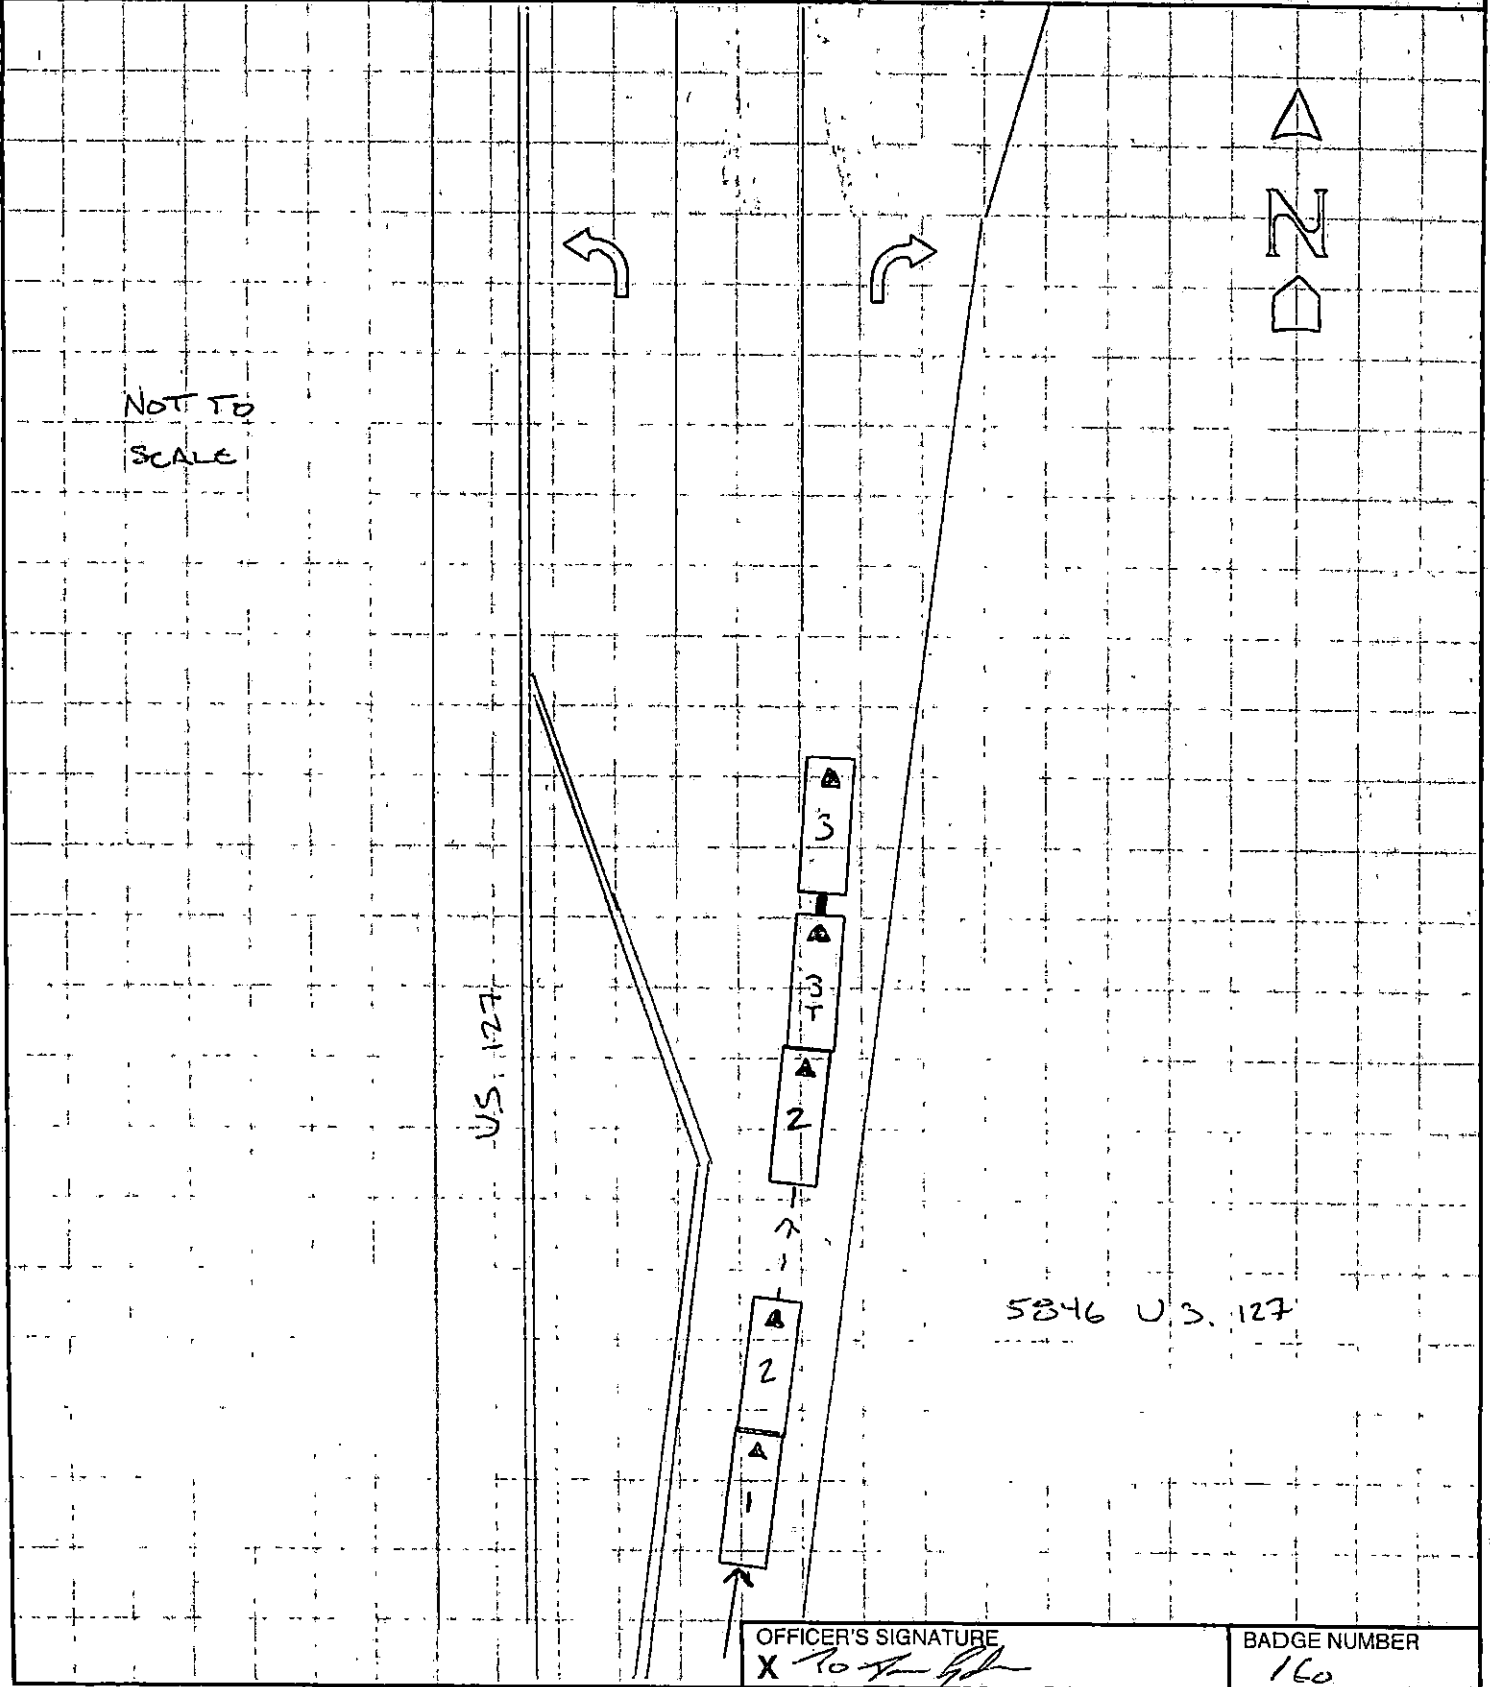 N
NOT TO
SCALE
3
3
T
U.S. 127
2
5846 U.S. 127
2
1
OFFICER'S SIGNATURE
X
BADGE NUMBER
160